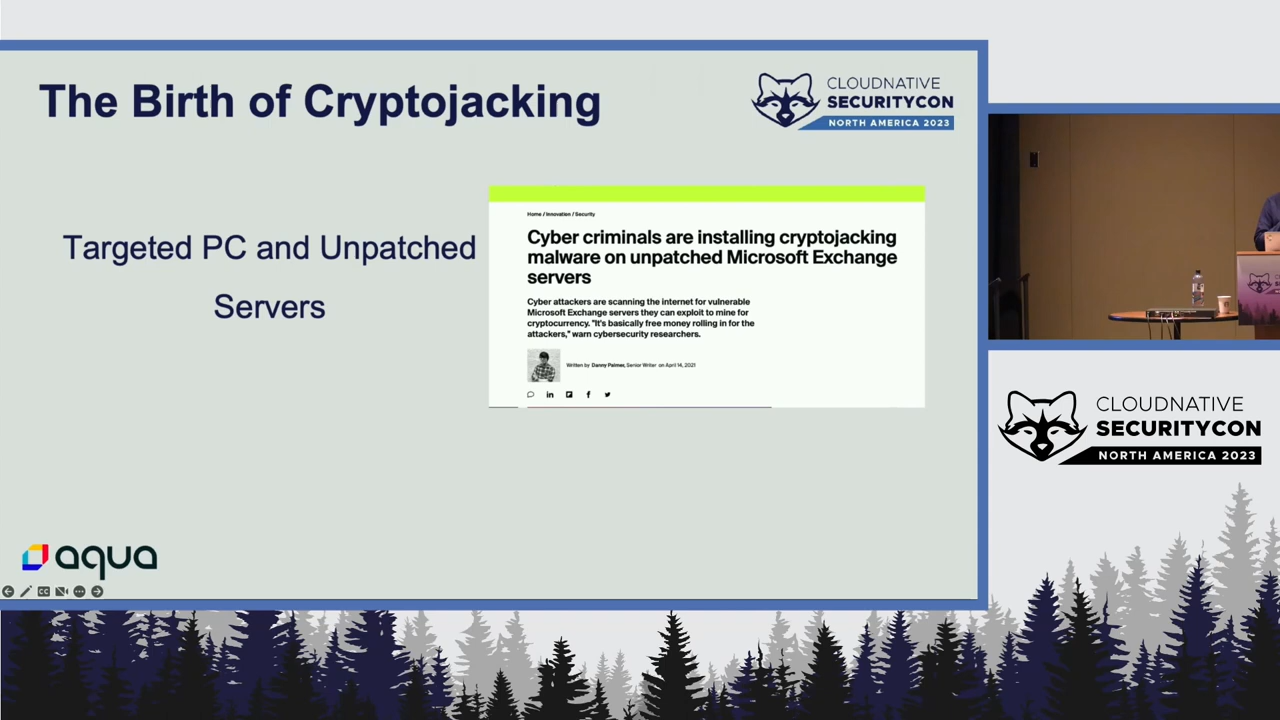 The Birth of Cryptojacking
CLOUDNATIVE
SECURITYCON
NORTH AMERICA 2023
Targeted PC and Unpatched
Servers
Home / Innovation / Security
Cyber criminals are installing cryptojacking
malware on unpatched Microsoft Exchange
servers
Cyber attackers are scanning the internet for vulnerable
Microsoft Exchange servers they can exploit to mine for
cryptocurrency. "It's basically free money rolling in for the
attackers," warn cybersecurity researchers.
Written by Danny Palmer, Senior Writer on April 14, 2021
aqua
CLOUDNATIVE
SECURITYCON
NORTH AMERICA 2023